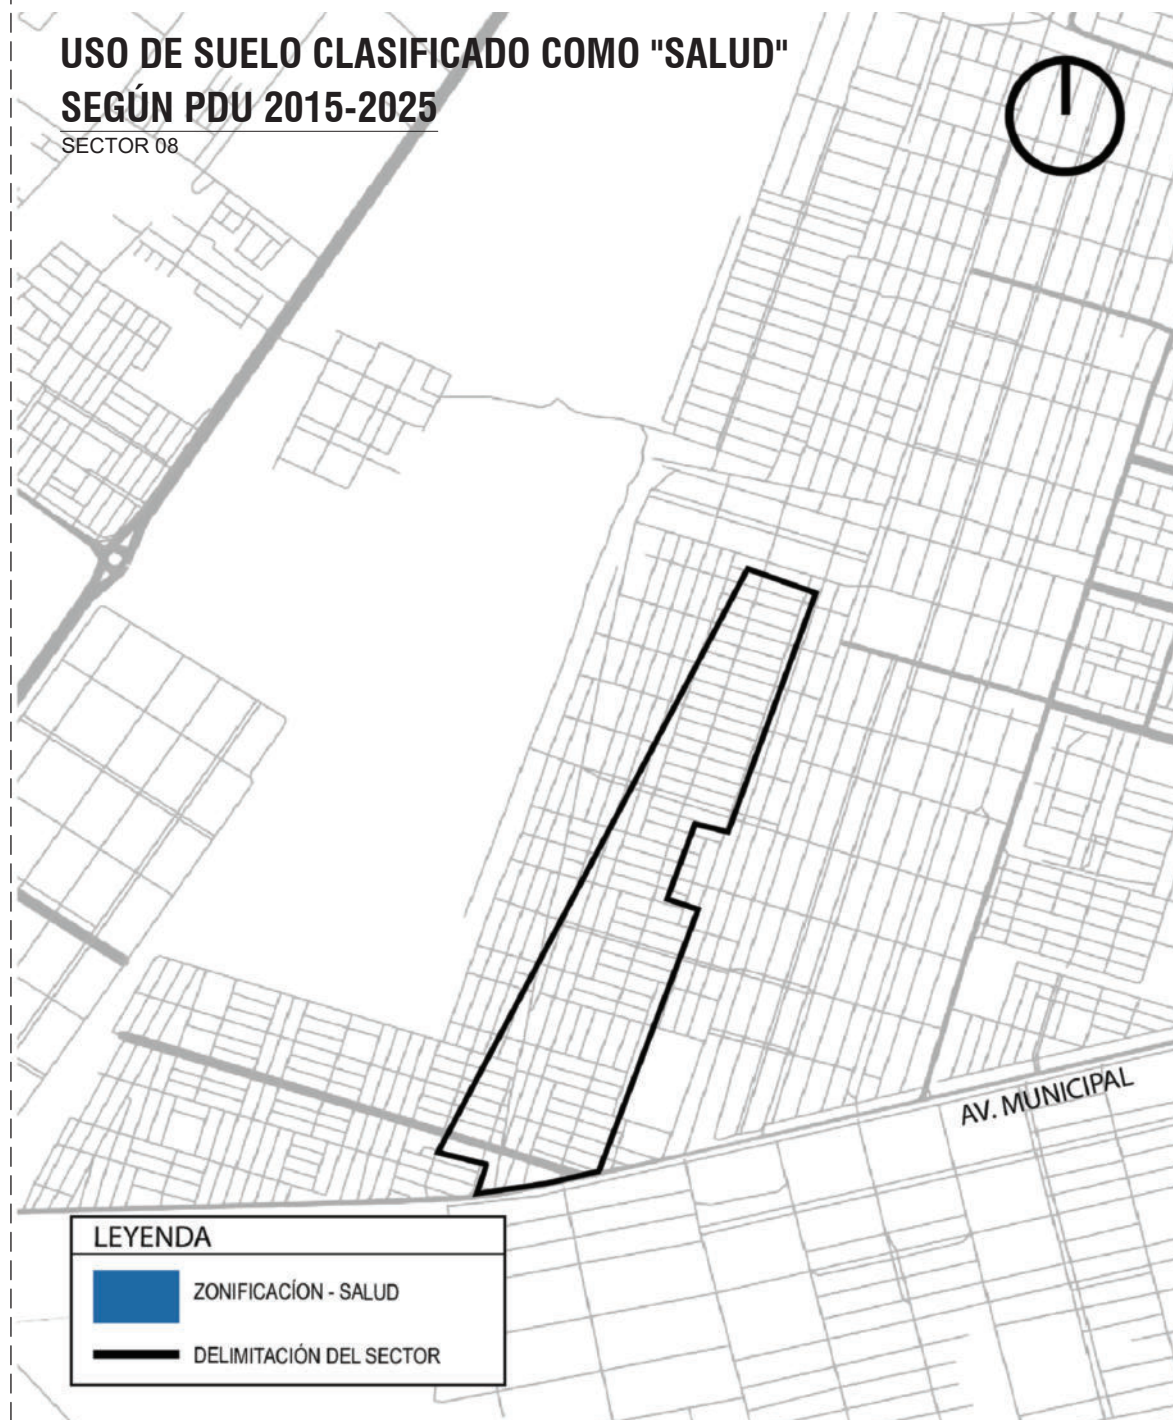 USO DE SUELO CLASIFICADO COMO "SALUD"
SEGÚN PDU 2015-2025
SECTOR 08
AV. MUNICIPAL
LEYENDA
ZONIFICACÍON - SALUD
DELIMITACIÓN DEL SECTOR